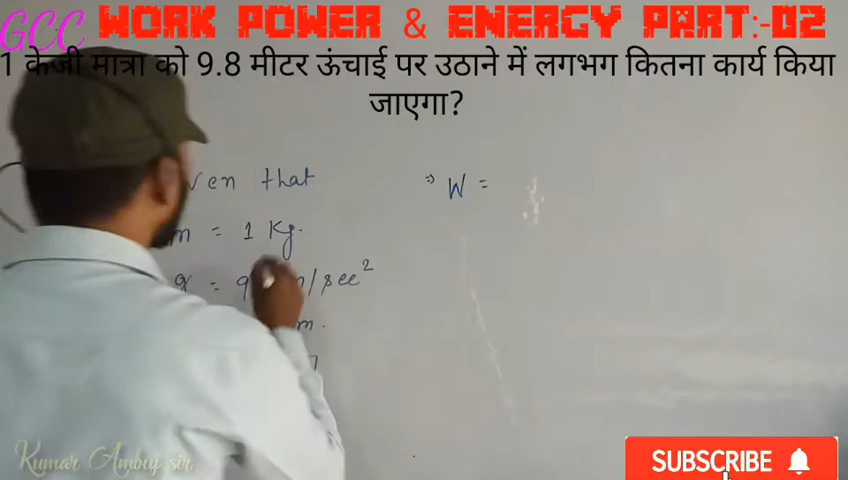 GCC WORK POWER & ENERGY PART:-02
1 केजी मात्रा को 9.8 मीटर ऊंचाई पर उठाने में लगभग कितना कार्य किया
जाएगा?
ven that
⇒ W =
m = 1 Kg.
g = 9 m/sec²
m.
Kumar Ambuj sir
SUBSCRIBE